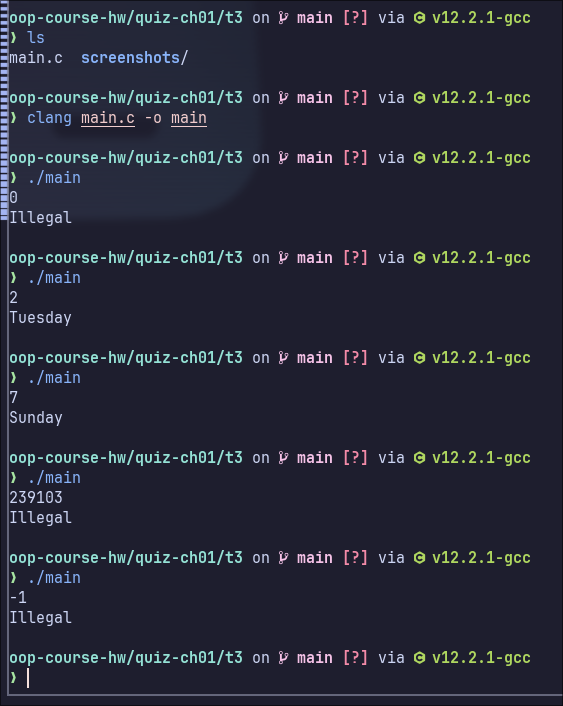 oop-course-hw/quiz-ch01/t3 on main [?] via C v12.2.1-gcc
❯ ls
main.c screenshots/
oop-course-hw/quiz-ch01/t3 on main [?] via C v12.2.1-gcc
❯ clang main.c -o main
oop-course-hw/quiz-ch01/t3 on main [?] via C v12.2.1-gcc
❯ ./main
0
Illegal
oop-course-hw/quiz-ch01/t3 on main [?] via C v12.2.1-gcc
❯ ./main
2
Tuesday
oop-course-hw/quiz-ch01/t3 on main [?] via C v12.2.1-gcc
❯ ./main
7
Sunday
oop-course-hw/quiz-ch01/t3 on main [?] via C v12.2.1-gcc
❯ ./main
239103
Illegal
oop-course-hw/quiz-ch01/t3 on main [?] via C v12.2.1-gcc
❯ ./main
-1
Illegal
oop-course-hw/quiz-ch01/t3 on main [?] via C v12.2.1-gcc
❯